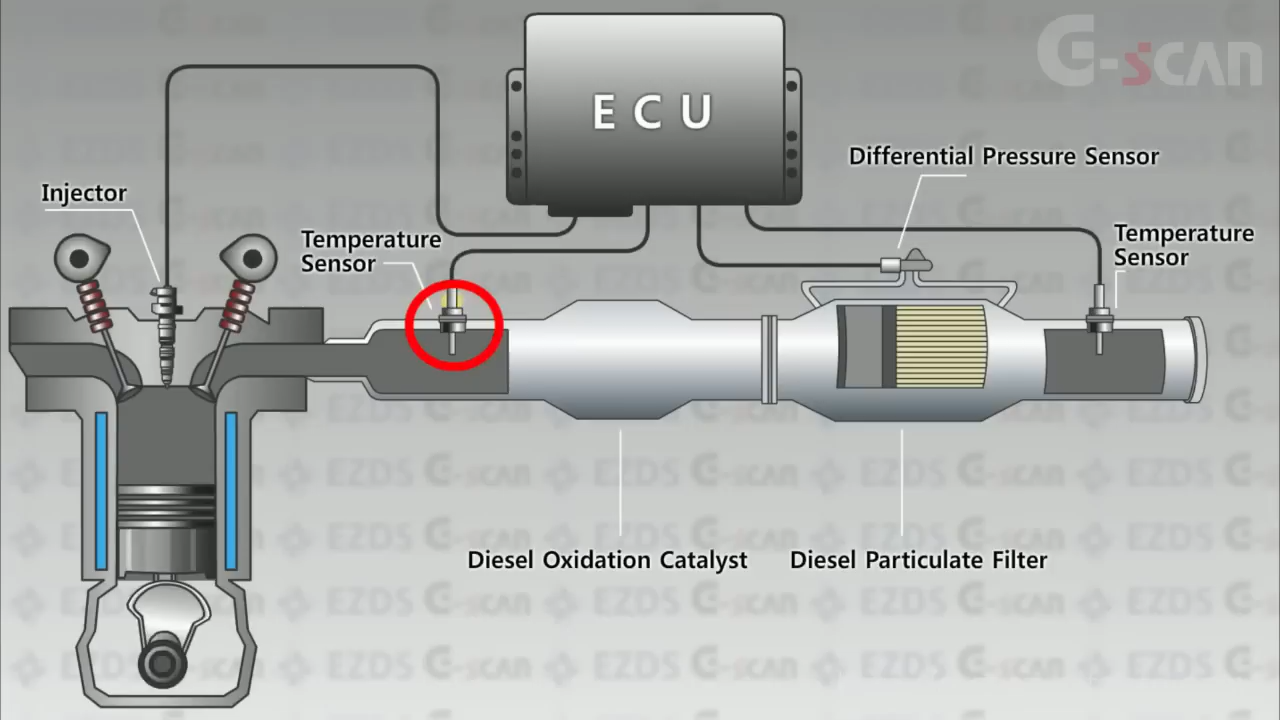 G-scan
ECU
Differential Pressure Sensor
Injector
Temperature
Sensor
Temperature
Sensor
Diesel Oxidation Catalyst
Diesel Particulate Filter